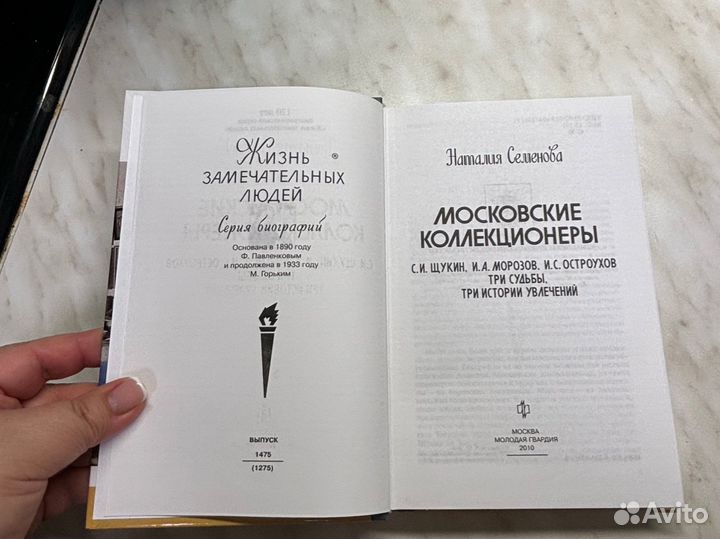 Жизнь ®
ЗАМЕЧАТЕЛЬНЫХ
ЛЮДЕЙ
Серия биографий
Основана в 1890 году
Ф. Павленковым
и продолжена в 1933 году
М. Горьким
ВЫПУСК
1475
(1275)
Наталия Семенова
МОСКОВСКИЕ
КОЛЛЕКЦИОНЕРЫ
С.И. ЩУКИН, И.А. МОРОЗОВ, И.С. ОСТРОУХОВ
ТРИ СУДЬБЫ,
ТРИ ИСТОРИИ УВЛЕЧЕНИЙ
МОСКВА
МОЛОДАЯ ГВАРДИЯ
2010
Avito